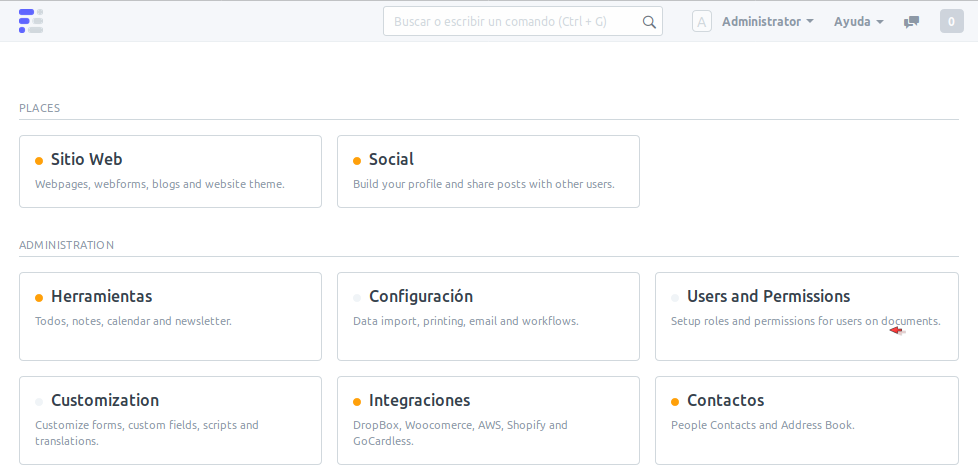 Buscar o escribir un comando (Ctrl + G)
A Administrator Ayuda 0
PLACES
Sitio Web
Webpages, webforms, blogs and website theme.
Social
Build your profile and share posts with other users.
ADMINISTRATION
Herramientas
Todos, notes, calendar and newsletter.
Configuración
Data import, printing, email and workflows.
Users and Permissions
Setup roles and permissions for users on documents.
Customization
Customize forms, custom fields, scripts and
translations.
Integraciones
DropBox, Woocomerce, AWS, Shopify and
GoCardless.
Contactos
People Contacts and Address Book.